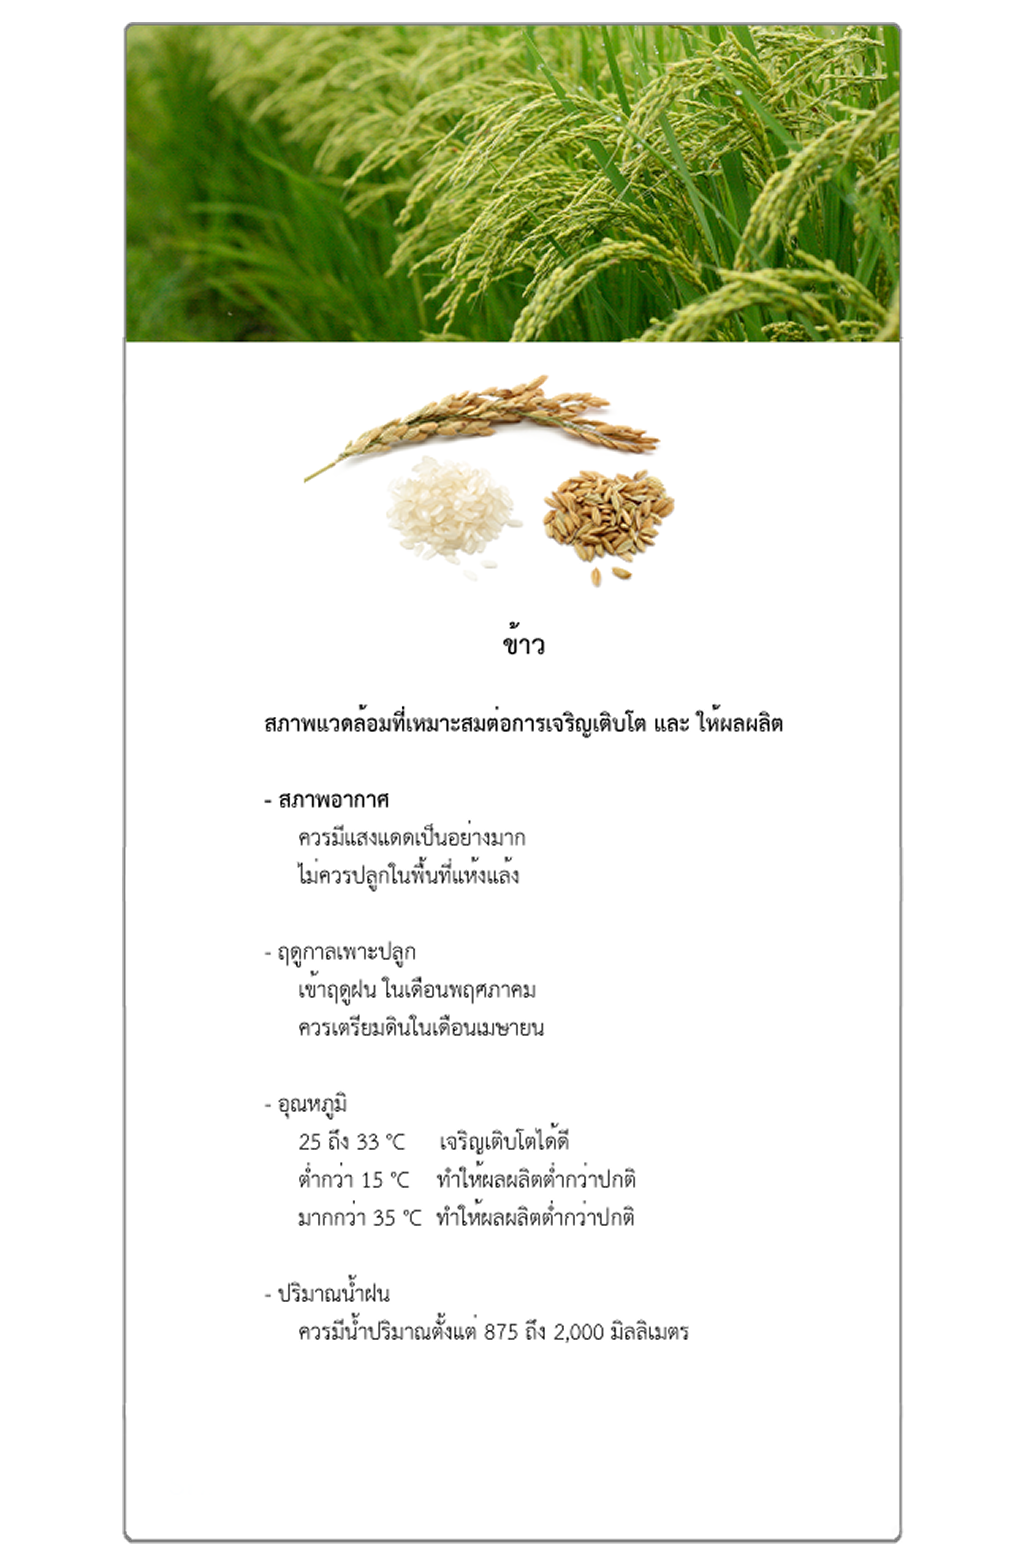 ข้าว
สภาพแวดล้อมที่เหมาะสมต่อการเจริญเติบโต และ ให้ผลผลิต
- สภาพอากาศ
ควรมีแสงแดดเป็นอย่างมาก
ไม่ควรปลูกในพื้นที่แห้งแล้ง
- ฤดูกาลเพาะปลูก
เข้าฤดูฝน ในเดือนพฤศภาคม
ควรเตรียมดินในเดือนเมษายน
- อุณหภูมิ
25 ถึง 33 °C เจริญเติบโตได้ดี
ต่ำกว่า 15 °C ทำให้ผลผลิตต่ำกว่าปกติ
มากกว่า 35 °C ทำให้ผลผลิตต่ำกว่าปกติ
- ปริมาณน้ำฝน
ควรมีน้ำปริมาณตั้งแต่ 875 ถึง 2,000 มิลลิเมตร